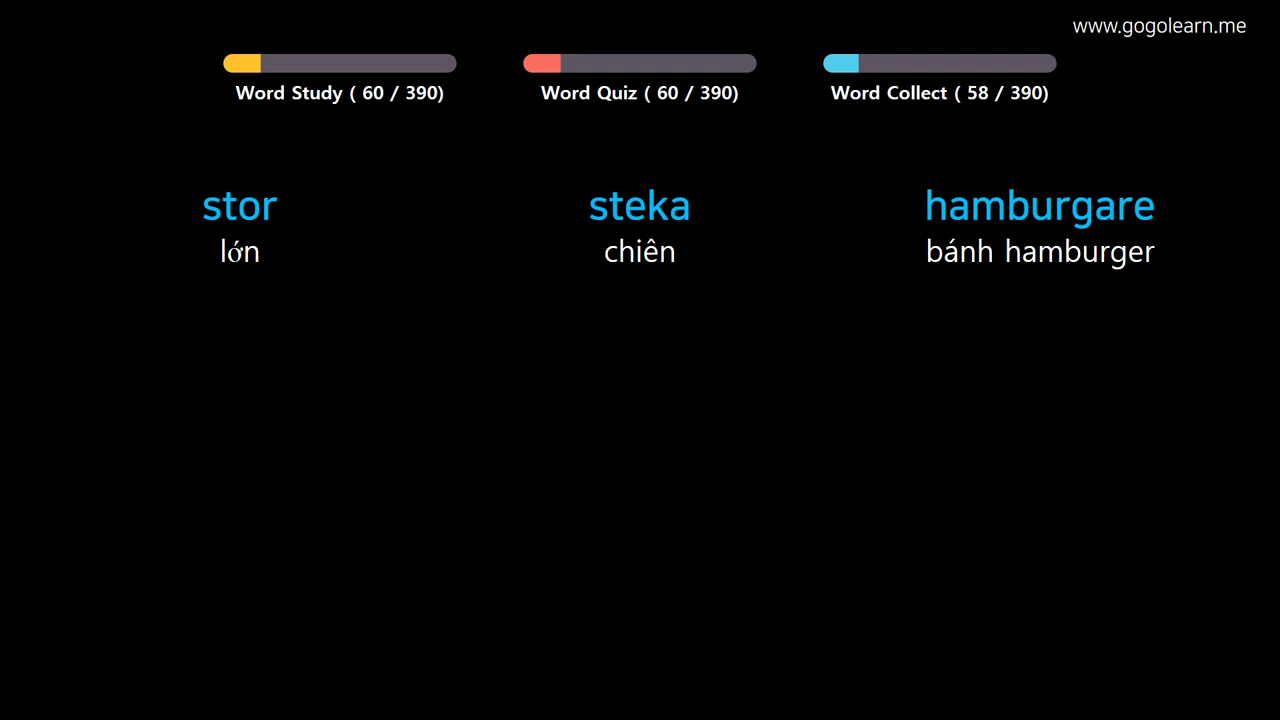 www.gogolearn.me
Word Study ( 60 / 390)
Word Quiz ( 60 / 390)
Word Collect ( 58 / 390)
stor
lớn
steka
chiên
hamburgare
bánh hamburger